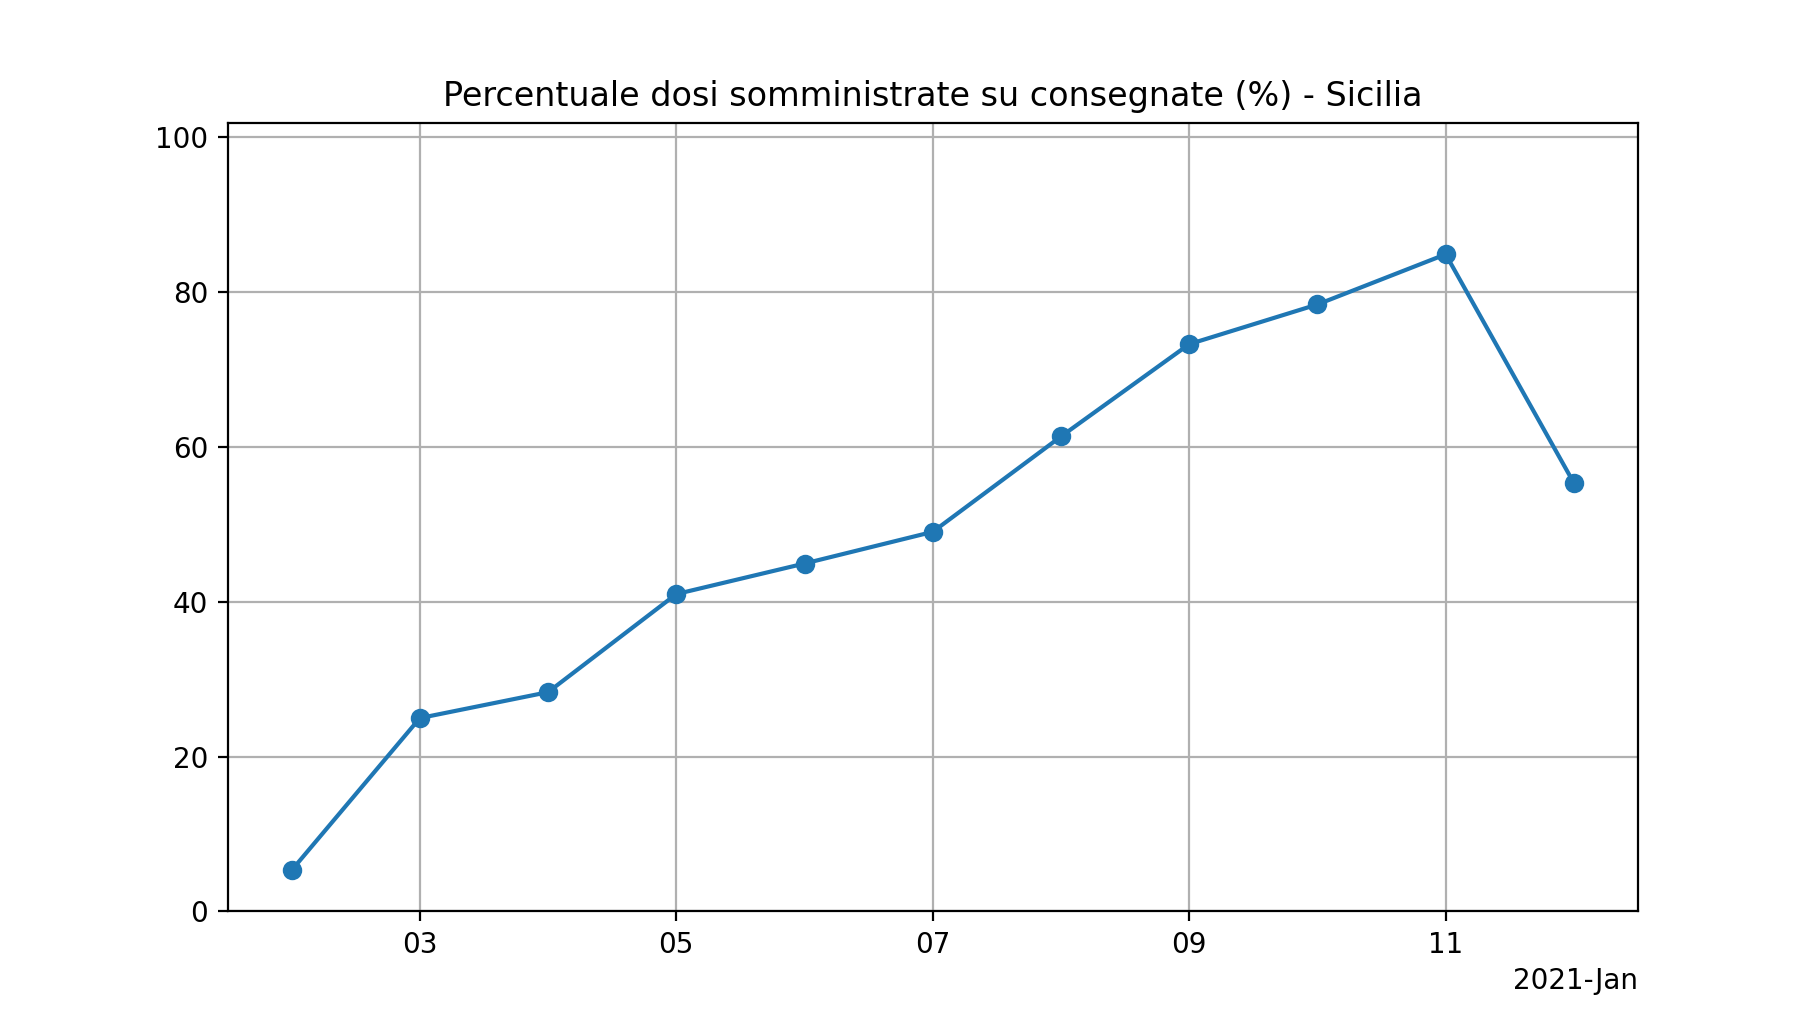 Percentuale dosi somministrate su consegnate (%) - Sicilia
100
80
60
40
20
0
03 05 07 09 11
2021-Jan